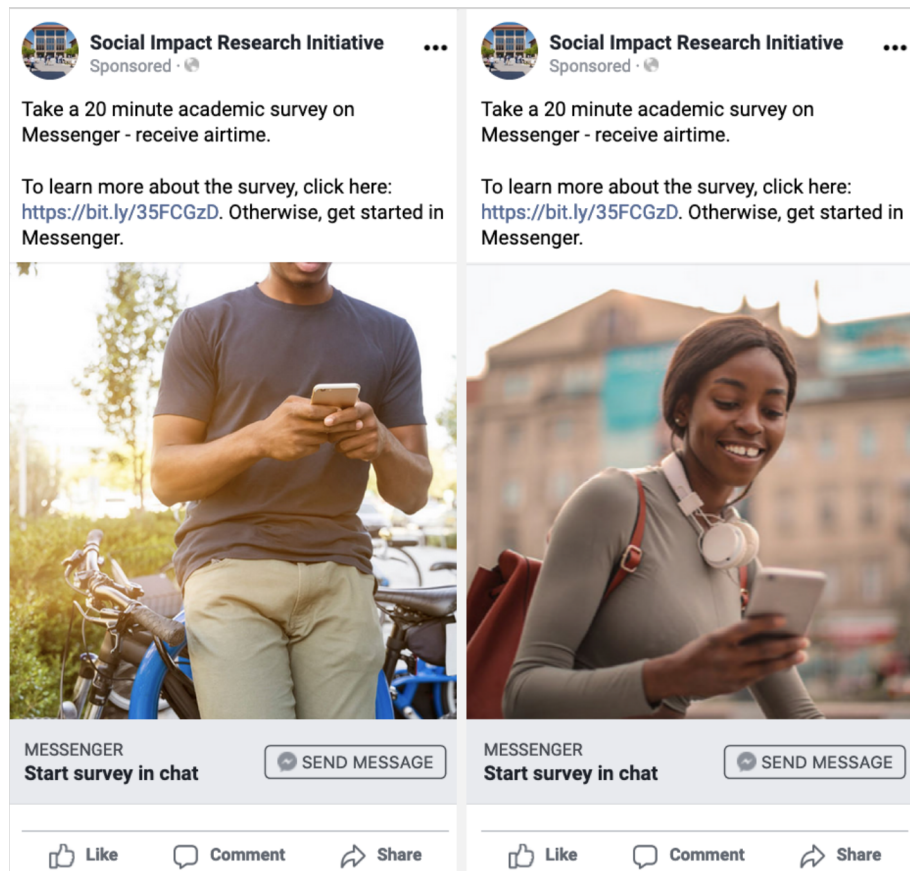 Social Impact Research Initiative
Sponsored ·
Take a 20 minute academic survey on
Messenger - receive airtime.
To learn more about the survey, click here:
https://bit.ly/35FCGzD. Otherwise, get started in
Messenger.
MESSENGER
Start survey in chat
SEND MESSAGE
Like
Comment
Share
Social Impact Research Initiative
Sponsored ·
Take a 20 minute academic survey on
Messenger - receive airtime.
To learn more about the survey, click here:
https://bit.ly/35FCGzD. Otherwise, get started in
Messenger.
MESSENGER
Start survey in chat
SEND MESSAGE
Like
Comment
Share